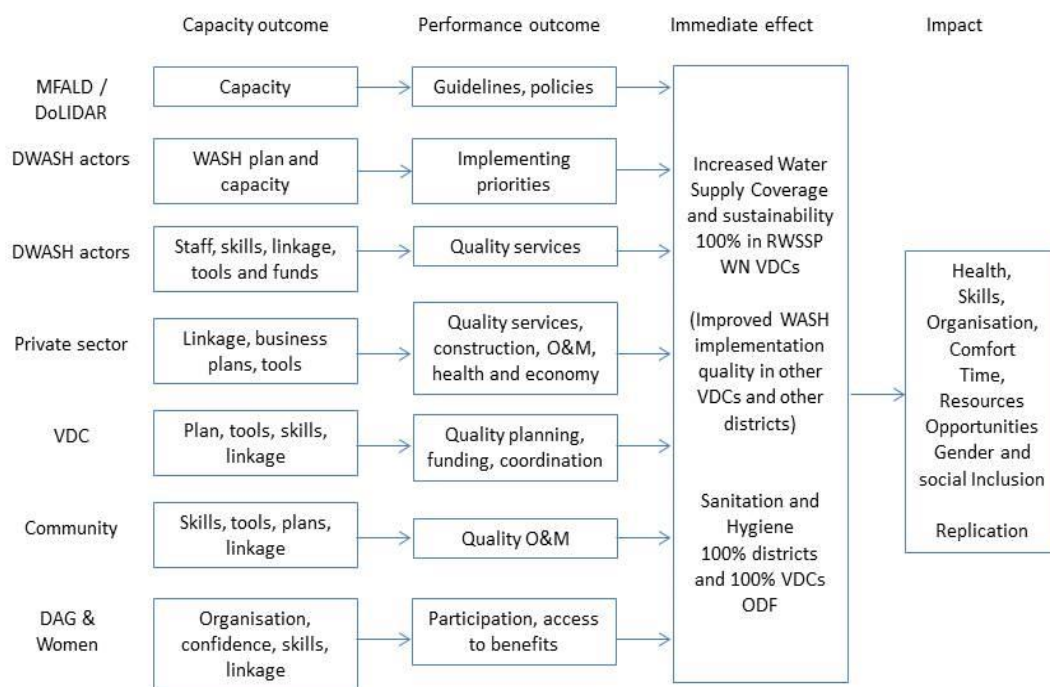 Capacity outcome
Performance outcome
Immediate effect
Impact
MFALD /
DoLIDAR
Capacity
Guidelines, policies
DWASH actors
WASH plan and
capacity
Implementing
priorities
DWASH actors
Staff, skills, linkage,
tools and funds
Quality services
Private sector
Linkage, business
plans, tools
Quality services,
construction, O&M,
health and economy
VDC
Plan, tools, skills,
linkage
Quality planning,
funding, coordination
Community
Skills, tools, plans,
linkage
Quality O&M
DAG &
Women
Organisation,
confidence, skills,
linkage
Participation, access
to benefits
Increased Water
Supply Coverage
and sustainability
100% in RWSSP
WN VDCs
(Improved WASH
implementation
quality in other
VDCs and other
districts)
Sanitation and
Hygiene
100% districts
and 100% VDCs
ODF
Health,
Skills,
Organisation,
Comfort
Time,
Resources
Opportunities
Gender and
social Inclusion
Replication